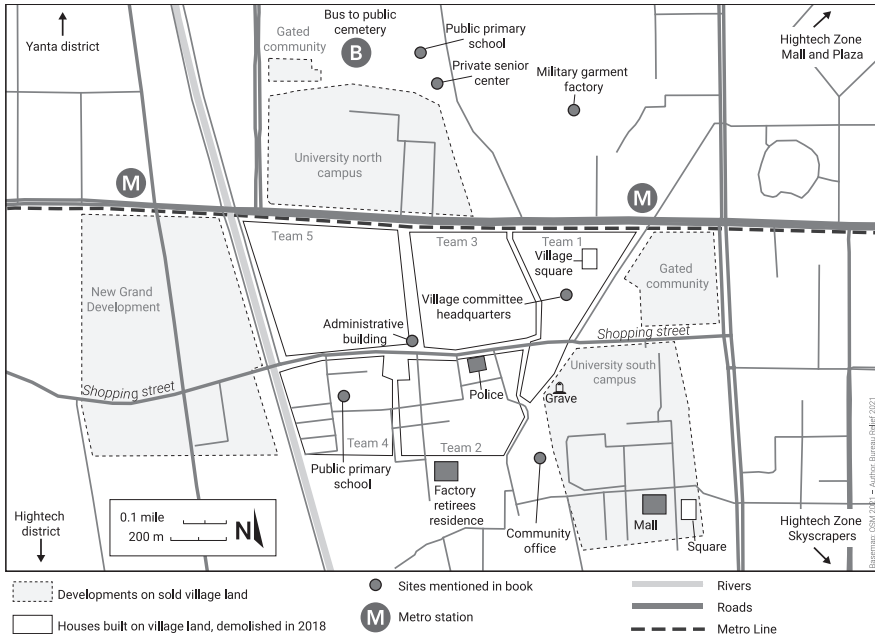 Yanta district
Gated
community
Bus to public
cemetery
B
Public primary
school
Private senior
center
Military garment
factory
Hightech Zone
Mall and Plaza
University north
campus
M
M
Team 5
Team 3
Team 1
Village
square
New Grand
Development
Village committee
headquarters
Gated
community
Administrative
building
Shopping street
Shopping street
University south
campus
Police
Grave
Team 4
Team 2
Public primary
school
Factory
retirees
residence
Community
office
Mall
Square
Hightech
district
0.1 mile
200 m
N
Hightech Zone
Skyscrapers
Basemap: OSM 2021 – Author: Bureau Relief 2021
Developments on sold village land
Houses built on village land, demolished in 2018
Sites mentioned in book
M Metro station
Rivers
Roads
Metro Line